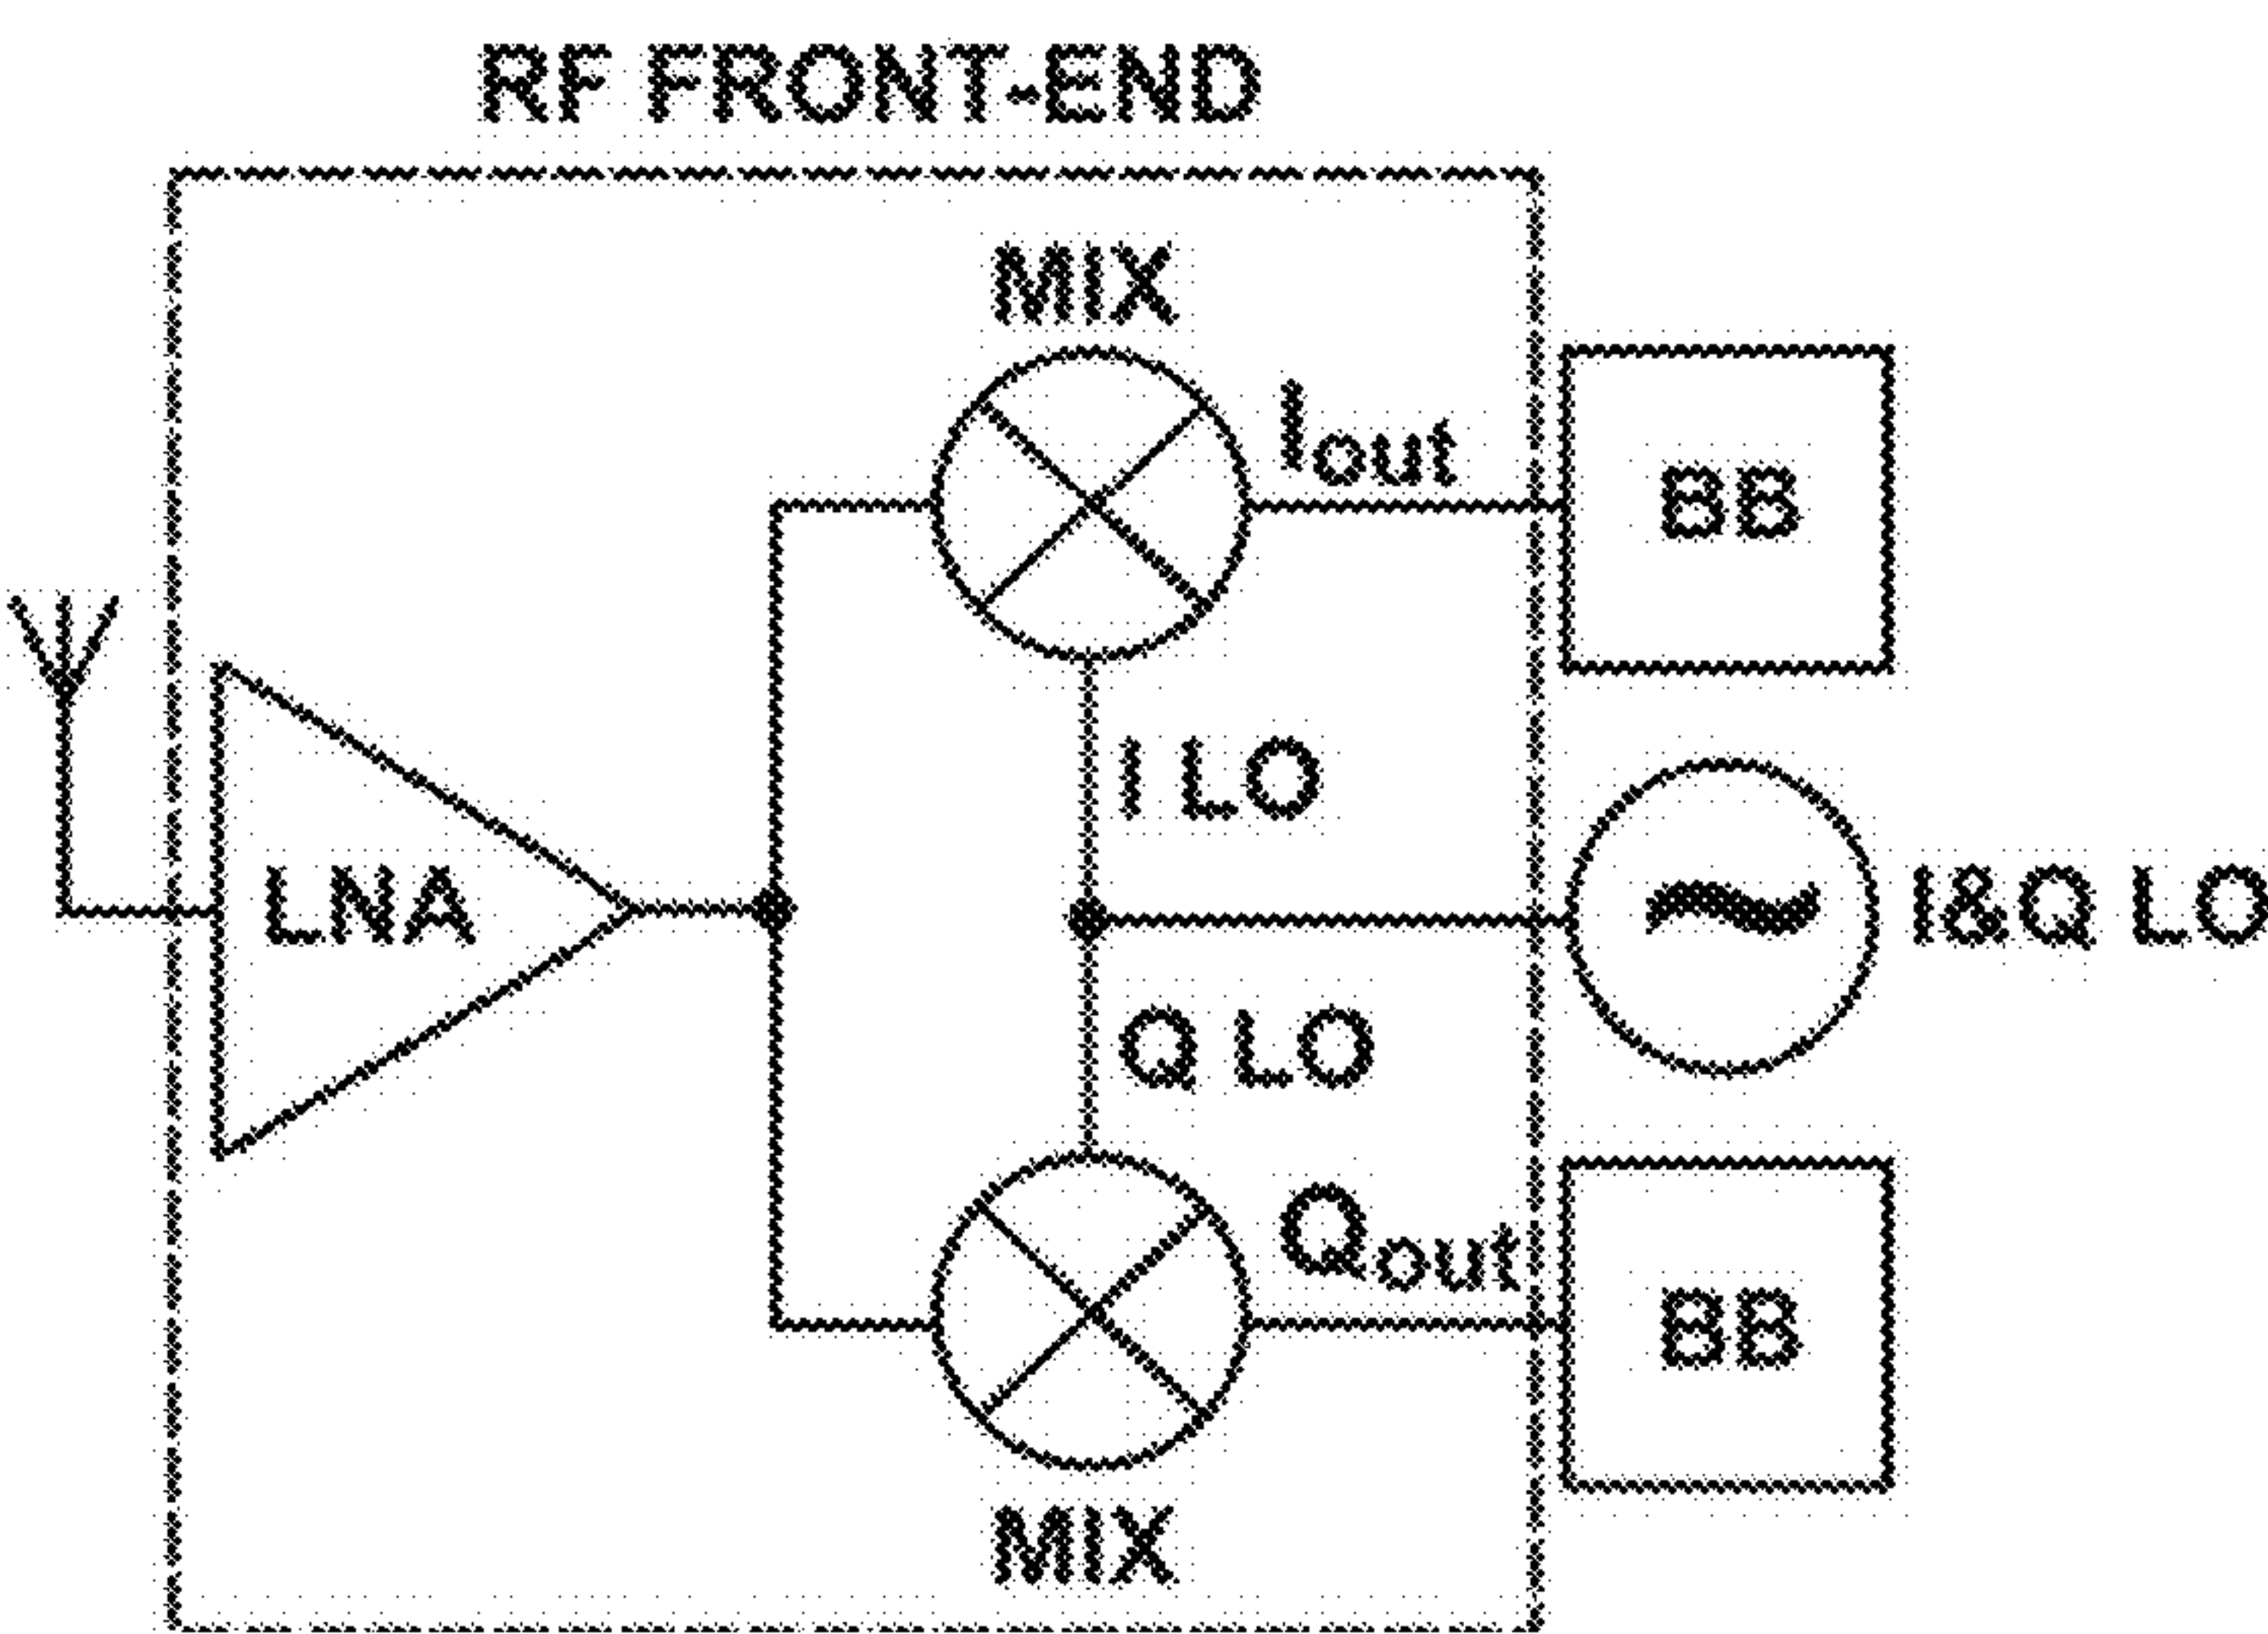 RF FRONT-END
MIX
Iout
BB
I LO
LNA
I&Q LO
Q LO
Qout
BB
MIX